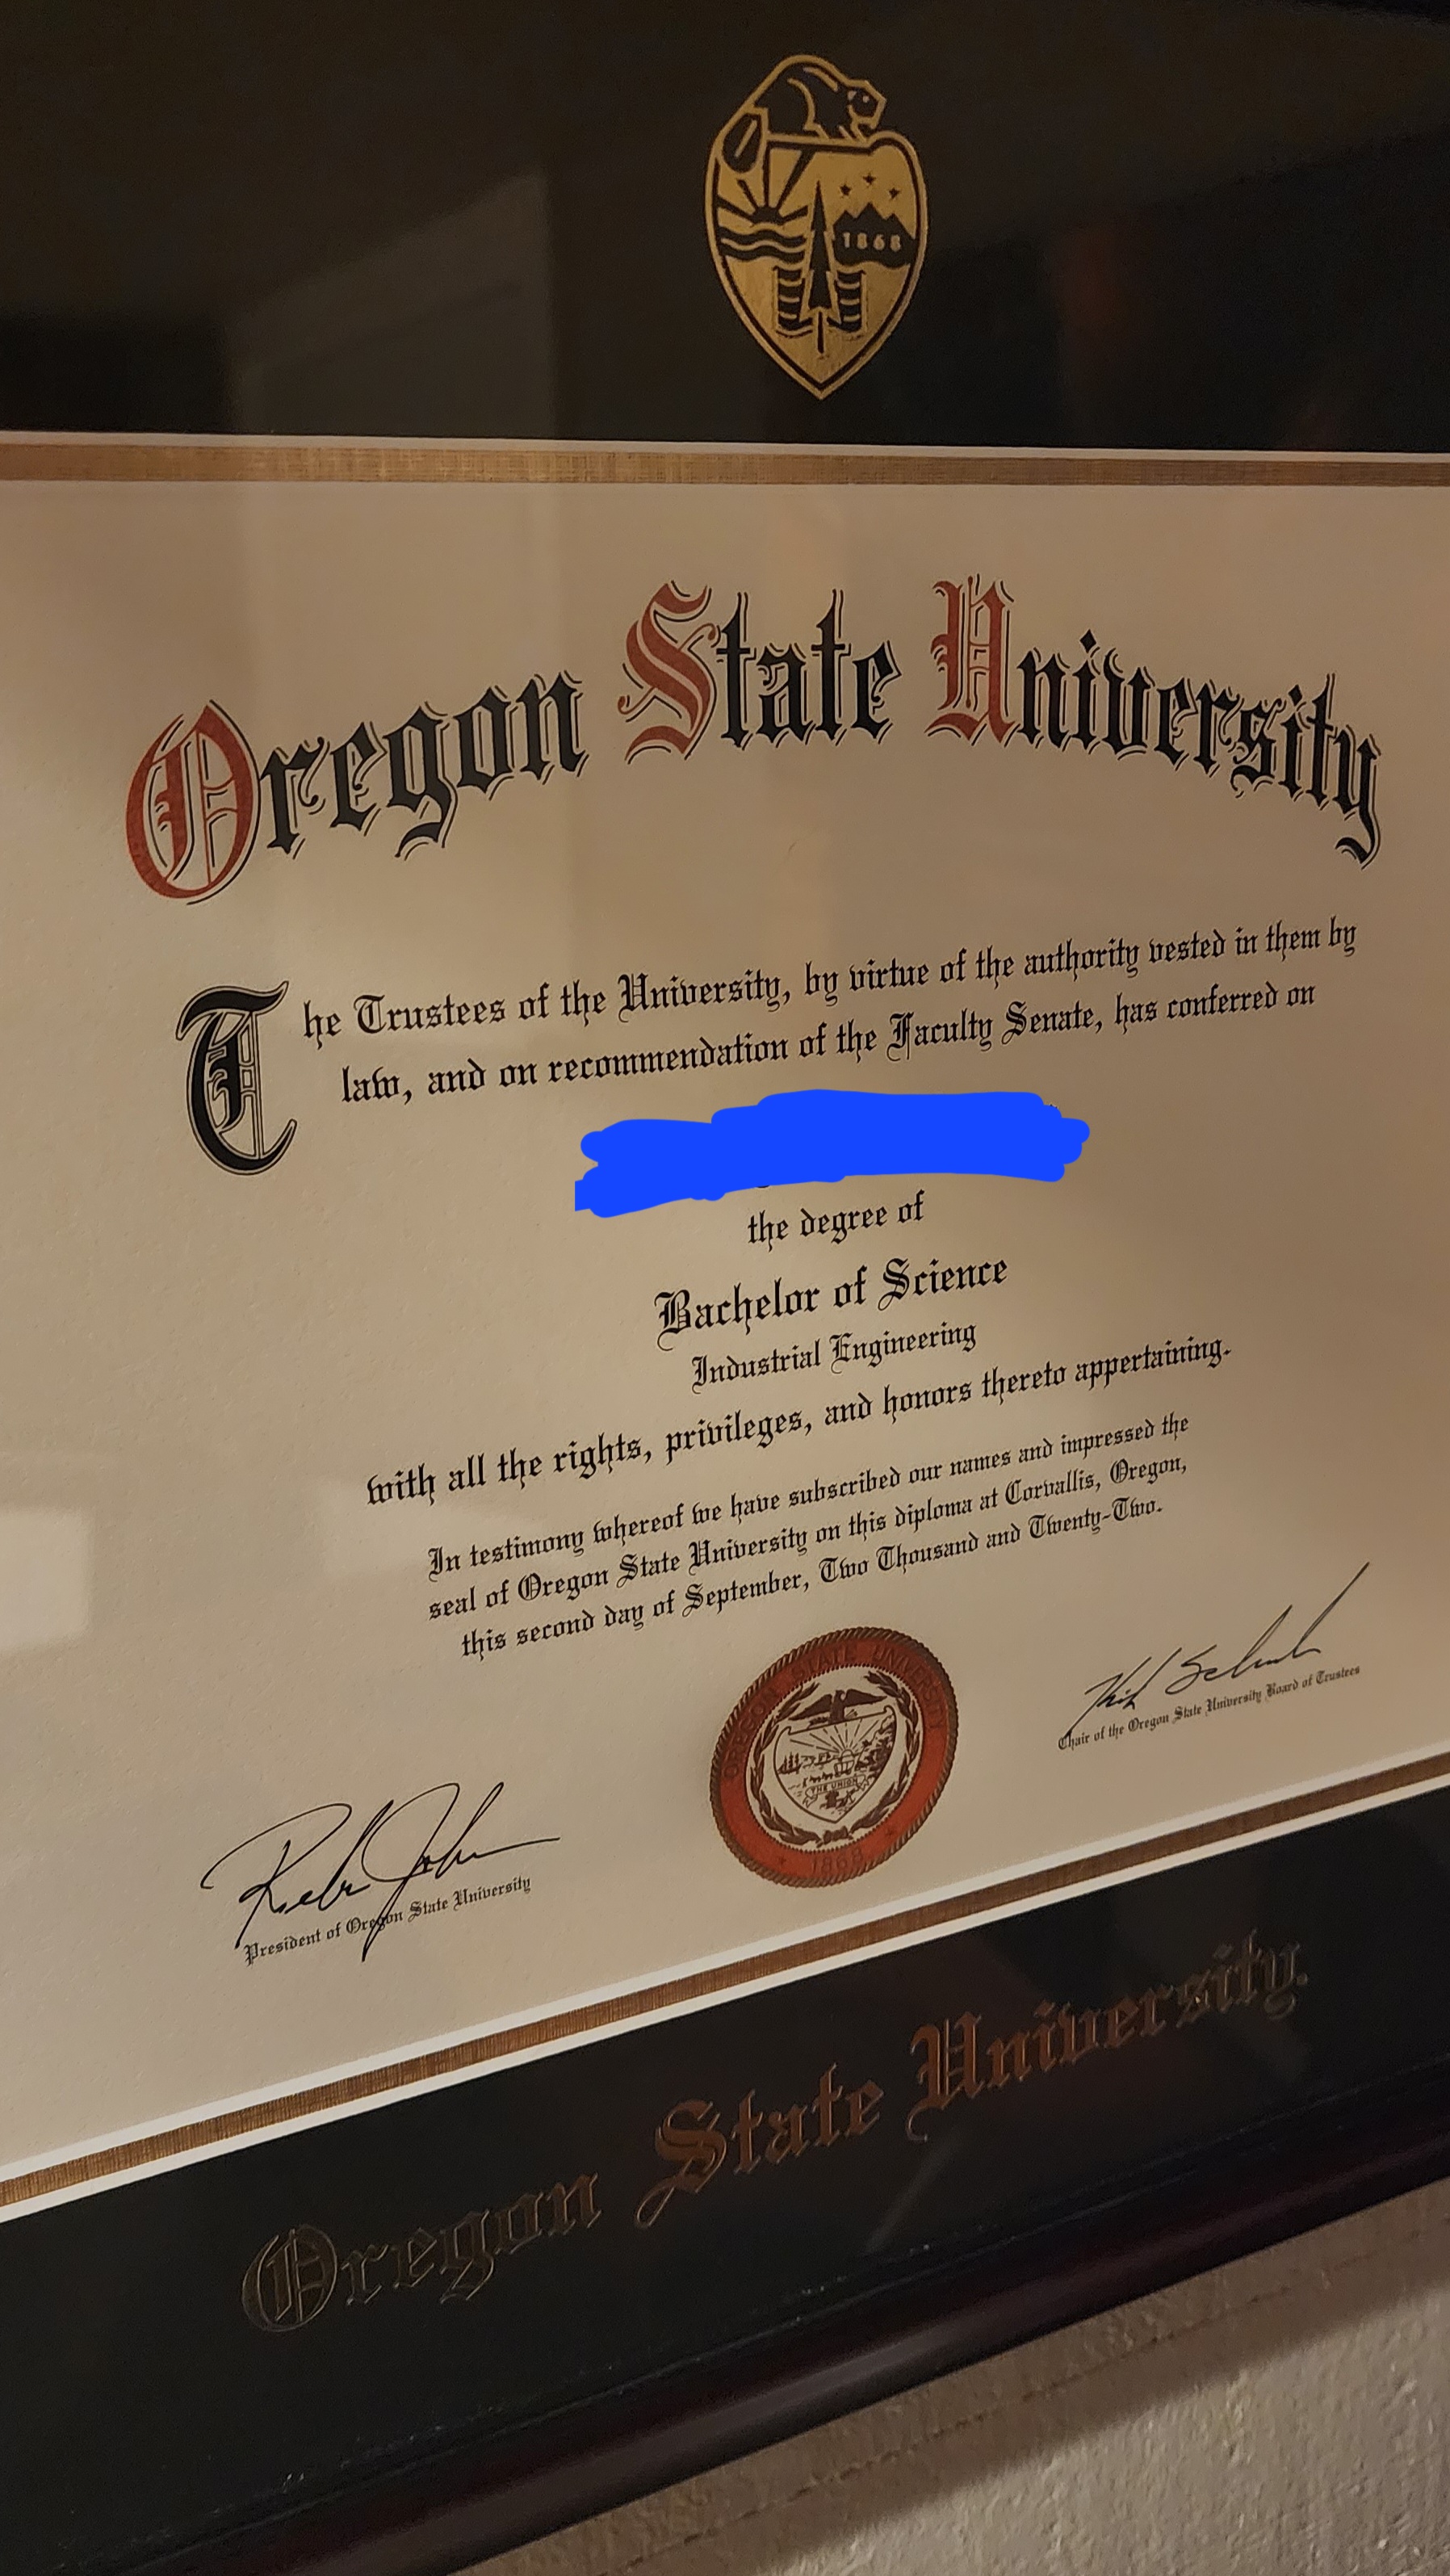 1868
Oregon State University
The Trustees of the University, by virtue of the authority vested in them by
law, and on recommendation of the Faculty Senate, has conferred on
the degree of
Bachelor of Science
Industrial Engineering
with all the rights, privileges, and honors thereto appertaining.
In testimony whereof we have subscribed our names and impressed the
seal of Oregon State University on this diploma at Corvallis, Oregon,
this second day of September, Two Thousand and Twenty-Two.
OREGON STATE UNIVERSITY
THE UNION
Chair of the Oregon State University Board of Trustees
President of Oregon State University
Oregon State University